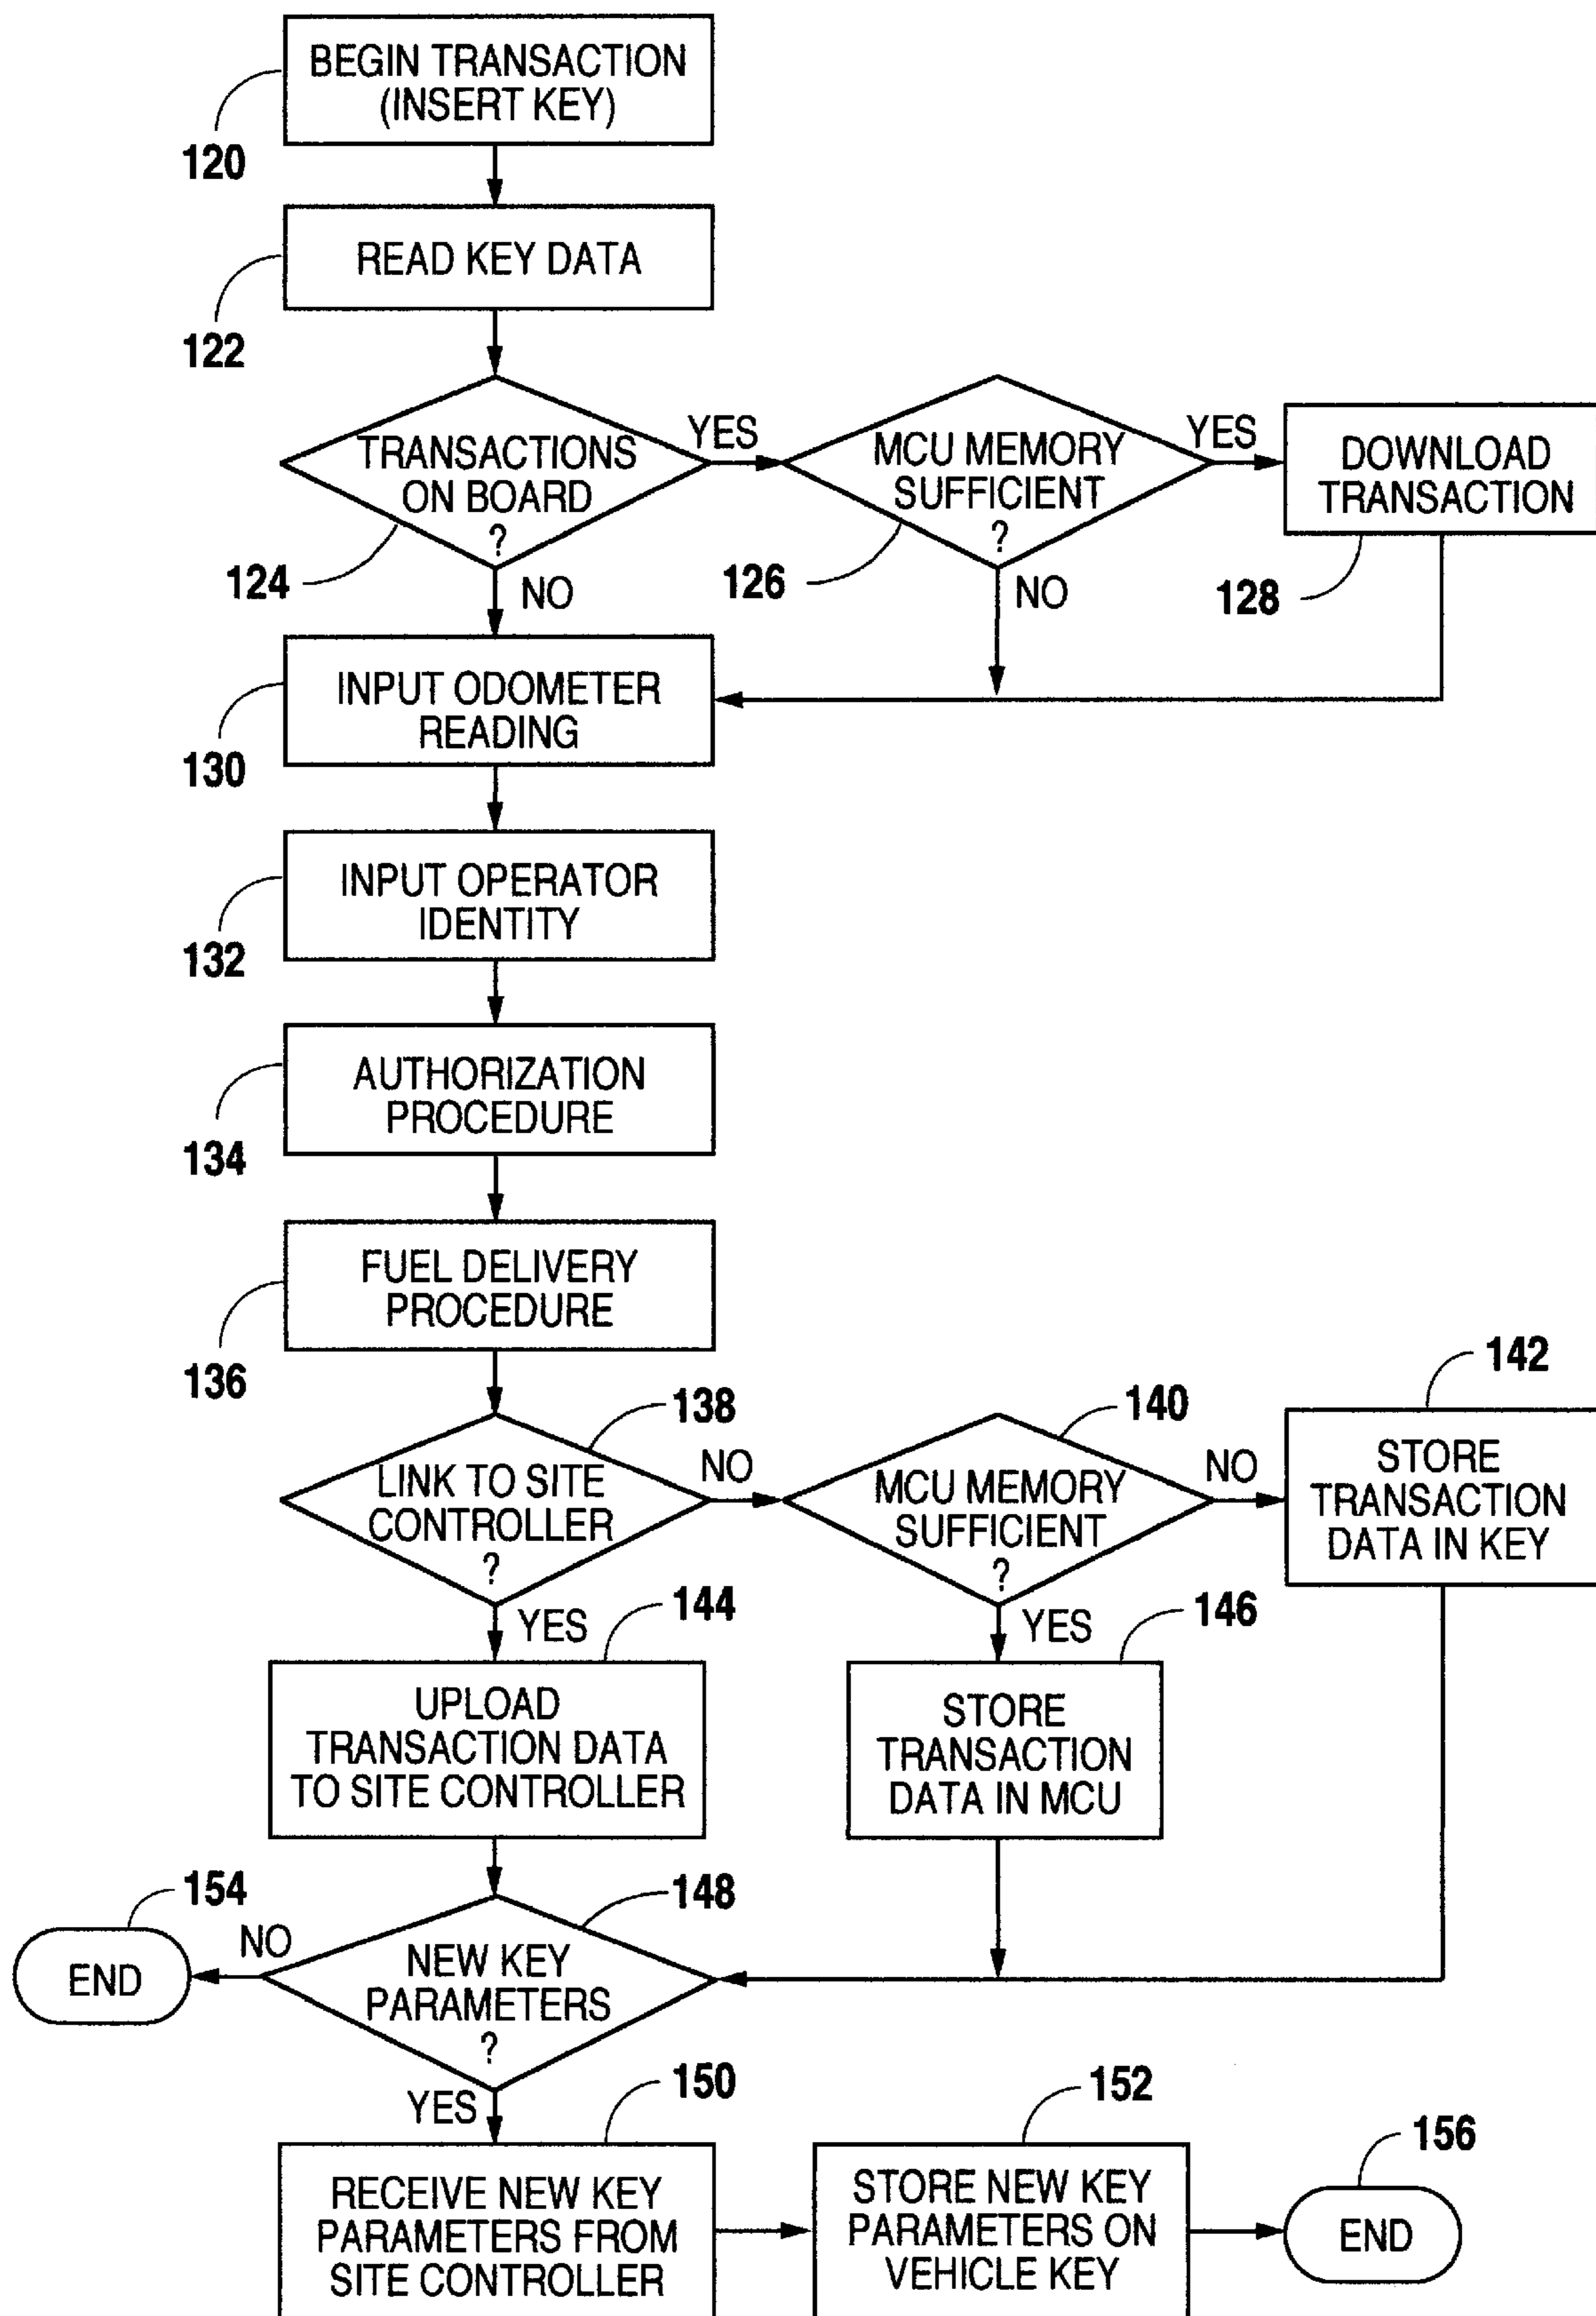 BEGIN TRANSACTION
(INSERT KEY)
120
READ KEY DATA
122
TRANSACTIONS
ON BOARD
?
124
YES
NO
MCU MEMORY
SUFFICIENT
?
126
YES
NO
DOWNLOAD
TRANSACTION
128
INPUT ODOMETER
READING
130
INPUT OPERATOR
IDENTITY
132
AUTHORIZATION
PROCEDURE
134
FUEL DELIVERY
PROCEDURE
136
138
LINK TO SITE
CONTROLLER
?
NO
YES
140
MCU MEMORY
SUFFICIENT
?
NO
YES
142
STORE
TRANSACTION
DATA IN KEY
144
UPLOAD
TRANSACTION DATA
TO SITE CONTROLLER
146
STORE
TRANSACTION
DATA IN MCU
148
NEW KEY
PARAMETERS
?
NO
154
END
YES
150
RECEIVE NEW KEY
PARAMETERS FROM
SITE CONTROLLER
152
STORE NEW KEY
PARAMETERS ON
VEHICLE KEY
156
END